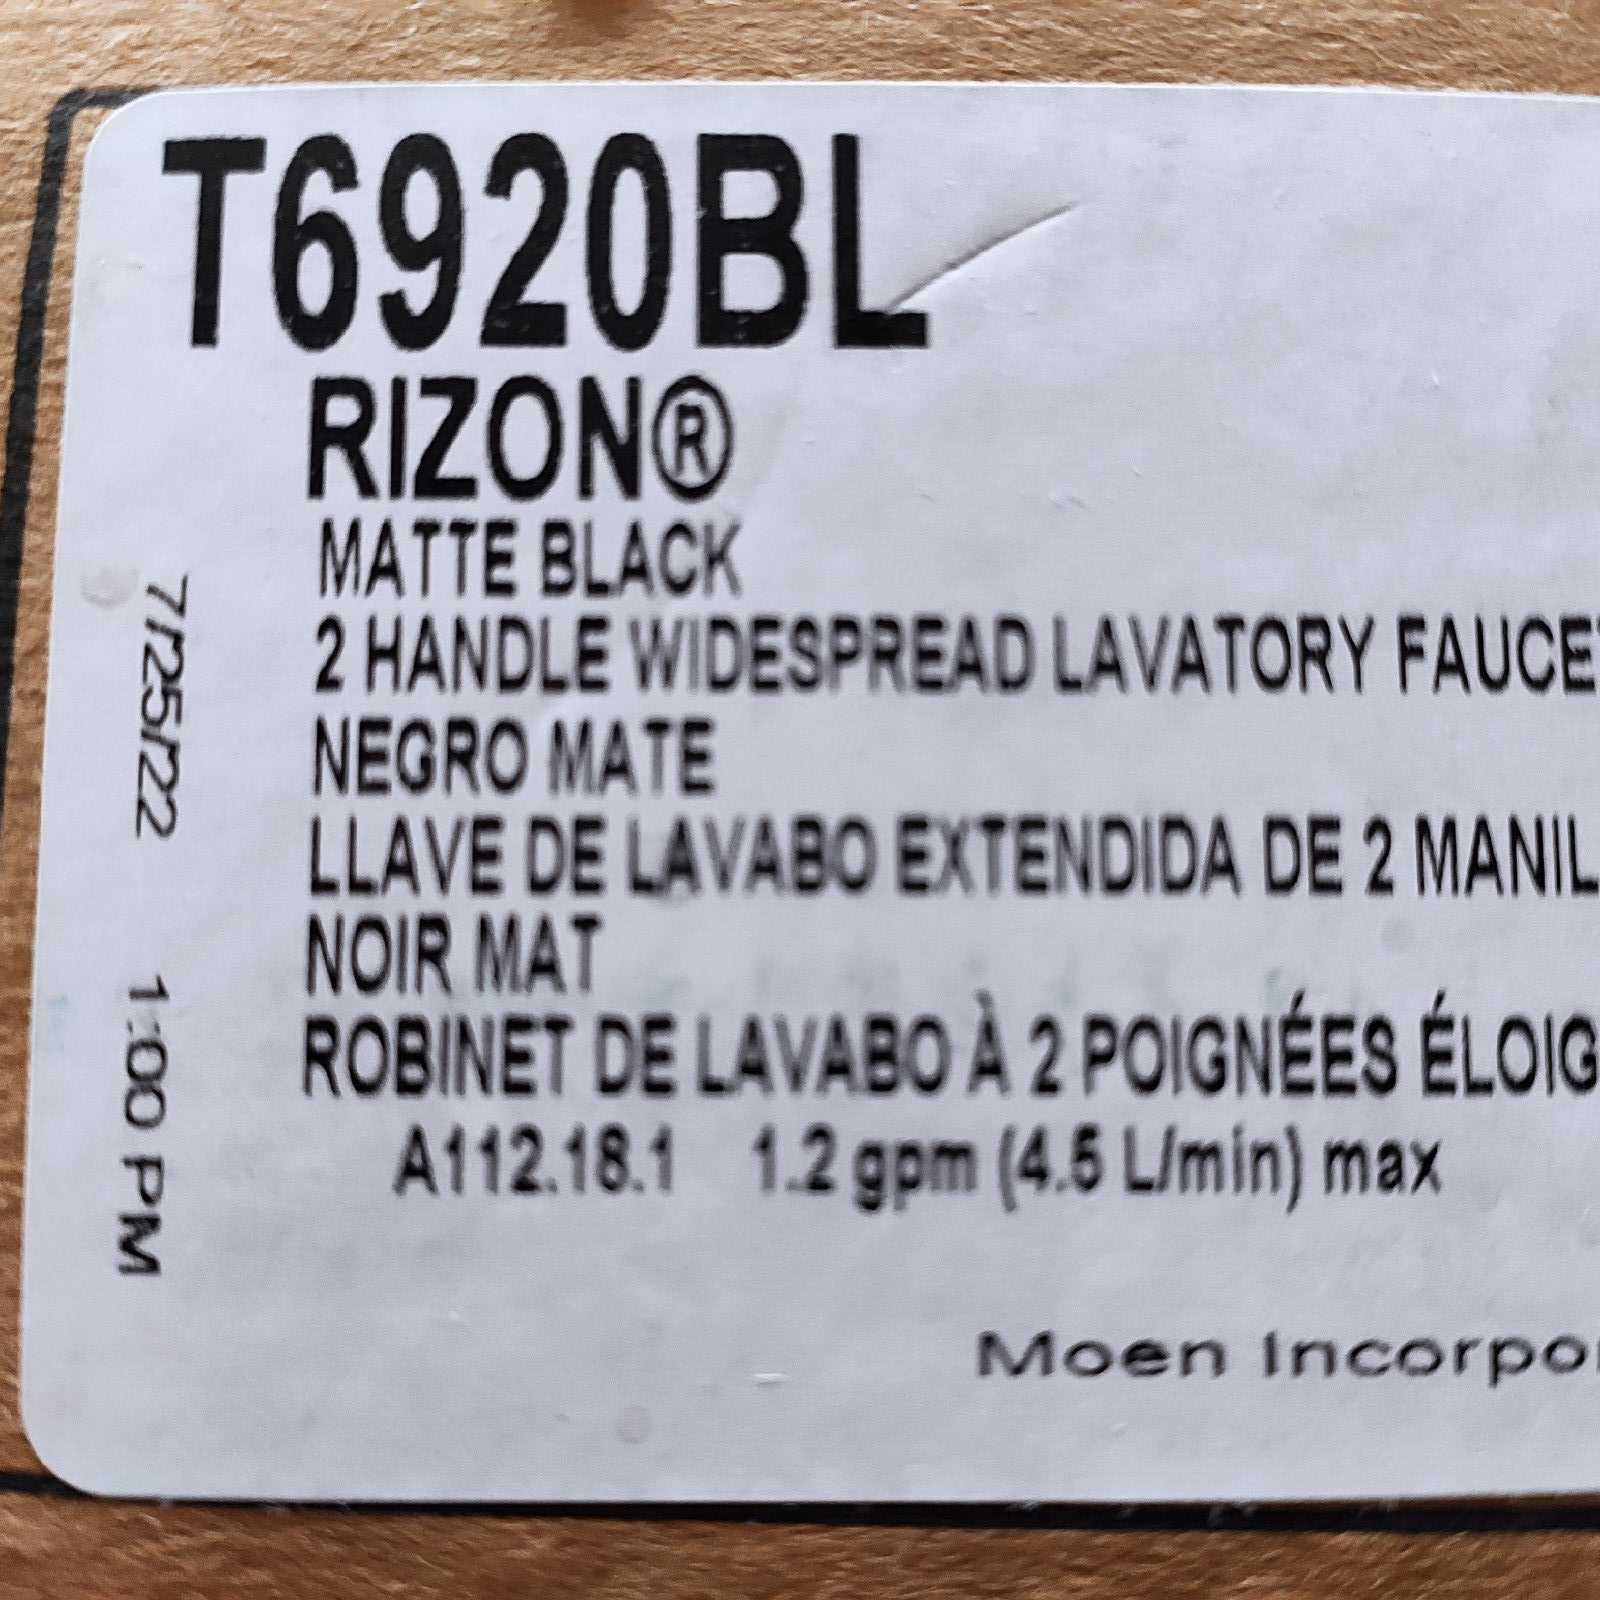 T6920BL
RIZON®
MATTE BLACK
2 HANDLE WIDESPREAD LAVATORY FAUCET
NEGRO MATE
LLAVE DE LAVABO EXTENDIDA DE 2 MANIL
NOIR MAT
ROBINET DE LAVABO À 2 POIGNÉES ÉLOIG
A112.18.1 1.2 gpm (4.5 L/min) max
Moen Incorpor
7/25/22 1:00 PM